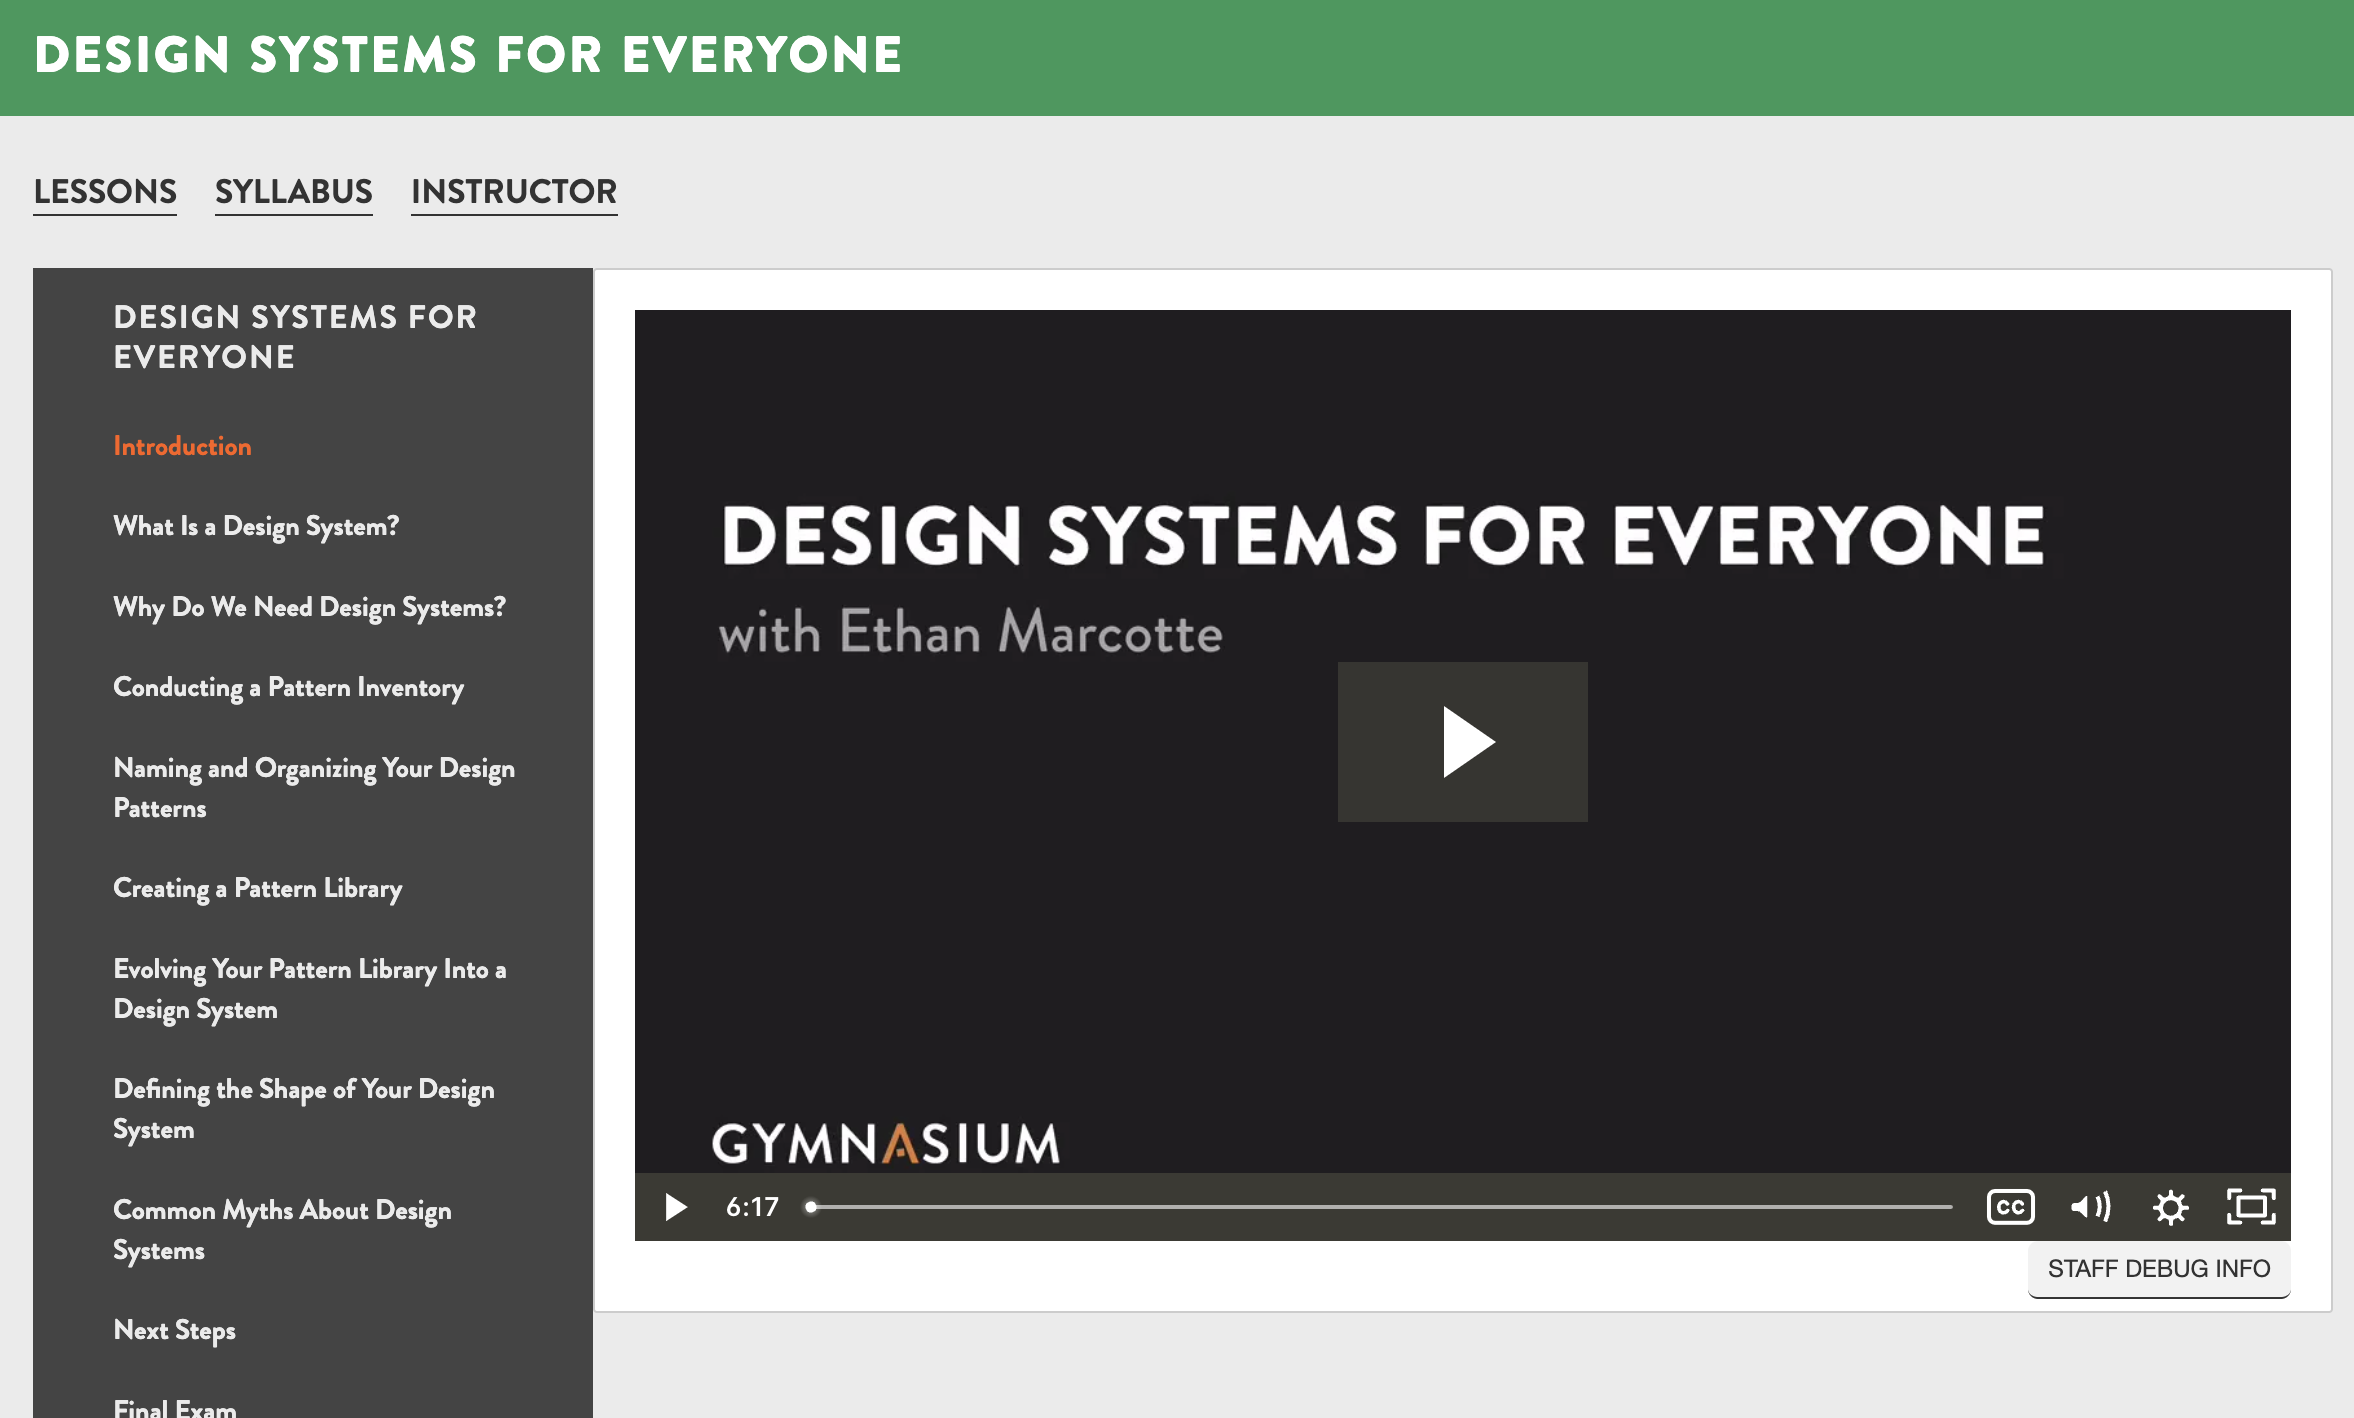 DESIGN SYSTEMS FOR EVERYONE
LESSONS SYLLABUS INSTRUCTOR
DESIGN SYSTEMS FOR
EVERYONE
Introduction
What Is a Design System?
Why Do We Need Design Systems?
Conducting a Pattern Inventory
Naming and Organizing Your Design
Patterns
Creating a Pattern Library
Evolving Your Pattern Library Into a
Design System
Defining the Shape of Your Design
System
Common Myths About Design
Systems
Next Steps
Final Exam
DESIGN SYSTEMS FOR EVERYONE
with Ethan Marcotte
GYMNASIUM
6:17
CC
STAFF DEBUG INFO